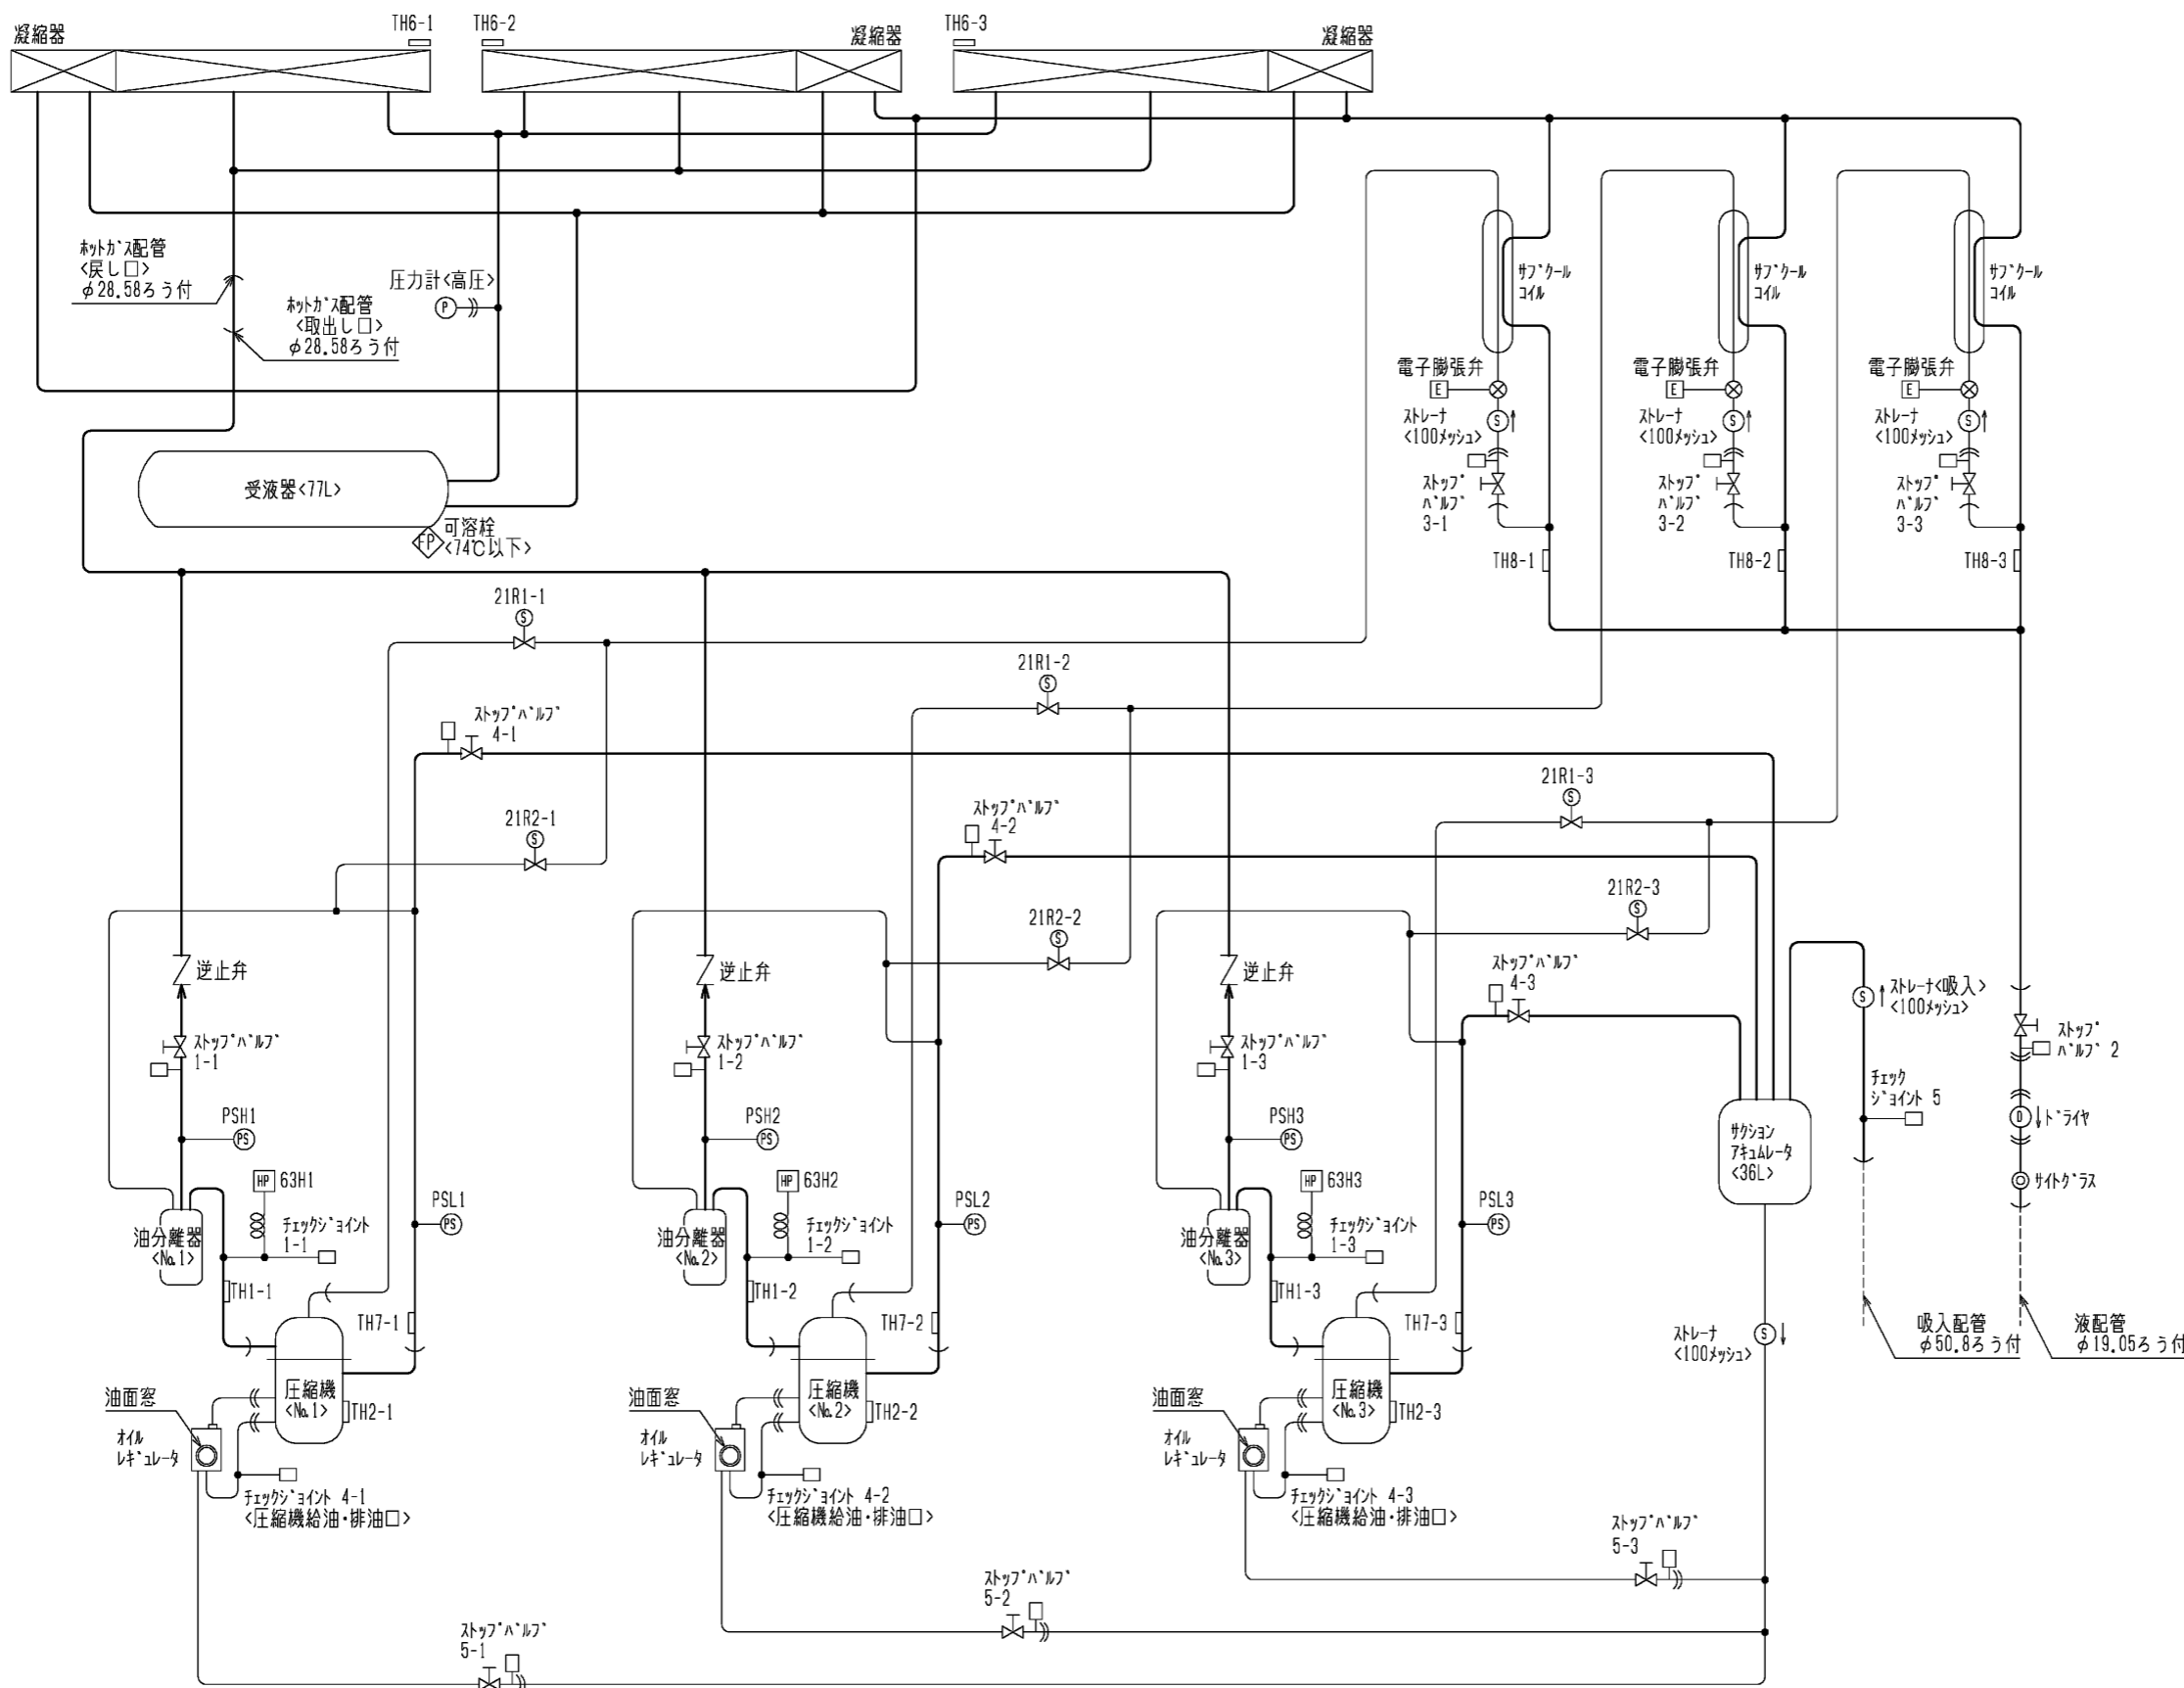 凝縮器
TH6-1
TH6-2
凝縮器
TH6-3
凝縮器
ﾎｯﾄｶﾞｽ配管
<戻し口>
φ28.58ろう付
ﾎｯﾄｶﾞｽ配管
<取出し口>
φ28.58ろう付
圧力計<高圧>
P
受液器<77L>
FP
可溶栓
<74℃以下>
ｻﾌﾞｸｰﾙ
ｺｲﾙ
ｻﾌﾞｸｰﾙ
ｺｲﾙ
ｻﾌﾞｸｰﾙ
ｺｲﾙ
電子膨張弁
E
電子膨張弁
E
電子膨張弁
E
ｽﾄﾚｰﾅ
<100ﾒｯｼｭ>
S
ｽﾄﾚｰﾅ
<100ﾒｯｼｭ>
S
ｽﾄﾚｰﾅ
<100ﾒｯｼｭ>
S
ｽﾄｯﾌﾟ
ﾊﾞﾙﾌﾞ
3-1
ｽﾄｯﾌﾟ
ﾊﾞﾙﾌﾞ
3-2
ｽﾄｯﾌﾟ
ﾊﾞﾙﾌﾞ
3-3
TH8-1
TH8-2
TH8-3
21R1-1
S
21R1-2
S
21R1-3
S
ｽﾄｯﾌﾟﾊﾞﾙﾌﾞ
4-1
ｽﾄｯﾌﾟﾊﾞﾙﾌﾞ
4-2
ｽﾄｯﾌﾟﾊﾞﾙﾌﾞ
4-3
21R2-1
S
21R2-2
S
21R2-3
S
逆止弁
逆止弁
逆止弁
ｽﾄｯﾌﾟﾊﾞﾙﾌﾞ
1-1
ｽﾄｯﾌﾟﾊﾞﾙﾌﾞ
1-2
ｽﾄｯﾌﾟﾊﾞﾙﾌﾞ
1-3
PSH1
PS
PSH2
PS
PSH3
PS
HP
63H1
HP
63H2
HP
63H3
ﾁｪｯｸｼﾞｮｲﾝﾄ
1-1
ﾁｪｯｸｼﾞｮｲﾝﾄ
1-2
ﾁｪｯｸｼﾞｮｲﾝﾄ
1-3
PSL1
PS
PSL2
PS
PSL3
PS
油分離器
<No.1>
油分離器
<No.2>
油分離器
<No.3>
TH1-1
TH1-2
TH1-3
TH7-1
TH7-2
TH7-3
圧縮機
<No.1>
圧縮機
<No.2>
圧縮機
<No.3>
TH2-1
TH2-2
TH2-3
油面窓
油面窓
油面窓
ｵｲﾙ
ﾚｷﾞｭﾚｰﾀ
ｵｲﾙ
ﾚｷﾞｭﾚｰﾀ
ｵｲﾙ
ﾚｷﾞｭﾚｰﾀ
ﾁｪｯｸｼﾞｮｲﾝﾄ 4-1
<圧縮機給油・排油口>
ﾁｪｯｸｼﾞｮｲﾝﾄ 4-2
<圧縮機給油・排油口>
ﾁｪｯｸｼﾞｮｲﾝﾄ 4-3
<圧縮機給油・排油口>
ｽﾄｯﾌﾟﾊﾞﾙﾌﾞ
5-1
ｽﾄｯﾌﾟﾊﾞﾙﾌﾞ
5-2
ｽﾄｯﾌﾟﾊﾞﾙﾌﾞ
5-3
S
ｽﾄﾚｰﾅ<吸入>
<100ﾒｯｼｭ>
ﾁｪｯｸ
ｼﾞｮｲﾝﾄ 5
ｻｸｼｮﾝ
ｱｷｭﾑﾚｰﾀ
<36L>
ｽﾄﾚｰﾅ
<100ﾒｯｼｭ>
S
ｽﾄｯﾌﾟ
ﾊﾞﾙﾌﾞ 2
D
ﾄﾞﾗｲﾔ
ｻｲﾄｸﾞﾗｽ
吸入配管
φ50.8ろう付
液配管
φ19.05ろう付